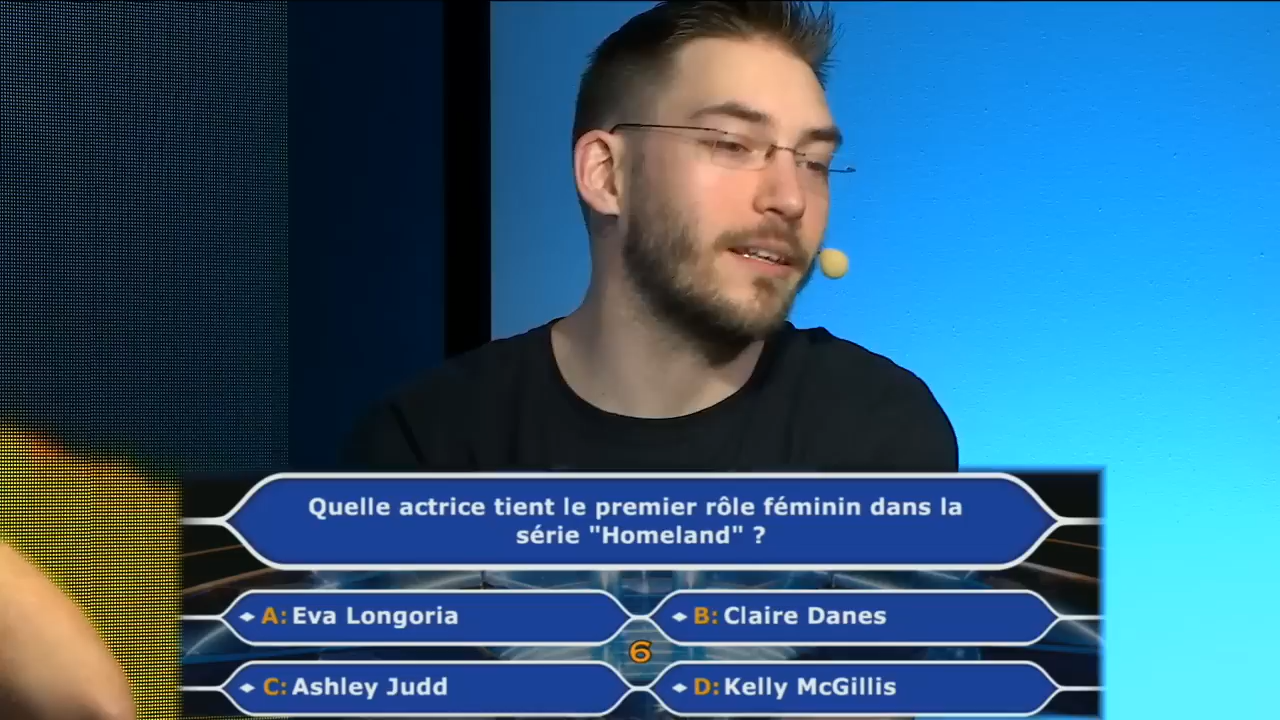 Quelle actrice tient le premier rôle féminin dans la
série "Homeland" ?
A: Eva Longoria
B: Claire Danes
6
C: Ashley Judd
D: Kelly McGillis